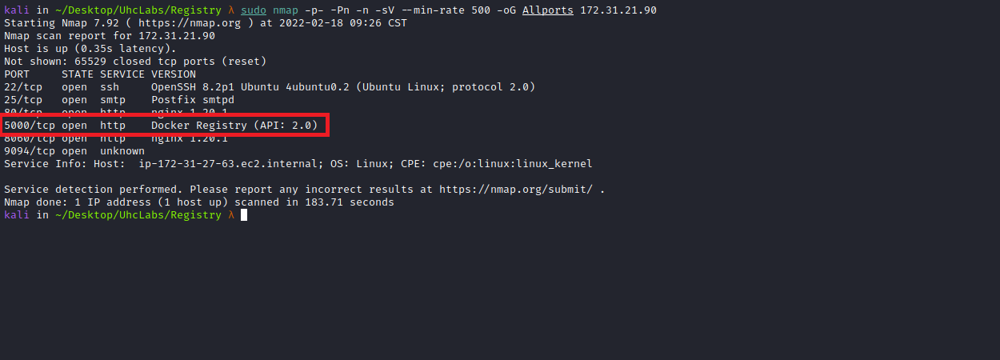 kali in ~/Desktop/UhcLabs/Registry λ sudo nmap -p- -Pn -n -sV --min-rate 500 -oG Allports 172.31.21.90
Starting Nmap 7.92 ( https://nmap.org ) at 2022-02-18 09:26 CST
Nmap scan report for 172.31.21.90
Host is up (0.35s latency).
Not shown: 65529 closed tcp ports (reset)
PORT     STATE SERVICE VERSION
22/tcp   open  ssh     OpenSSH 8.2p1 Ubuntu 4ubuntu0.2 (Ubuntu Linux; protocol 2.0)
25/tcp   open  smtp    Postfix smtpd
80/tcp   open  http    nginx 1.20.1
5000/tcp open  http    Docker Registry (API: 2.0)
8060/tcp open  http    nginx 1.20.1
9094/tcp open  unknown
Service Info: Host:  ip-172-31-27-63.ec2.internal; OS: Linux; CPE: cpe:/o:linux:linux_kernel
Service detection performed. Please report any incorrect results at https://nmap.org/submit/ .
Nmap done: 1 IP address (1 host up) scanned in 183.71 seconds
kali in ~/Desktop/UhcLabs/Registry λ